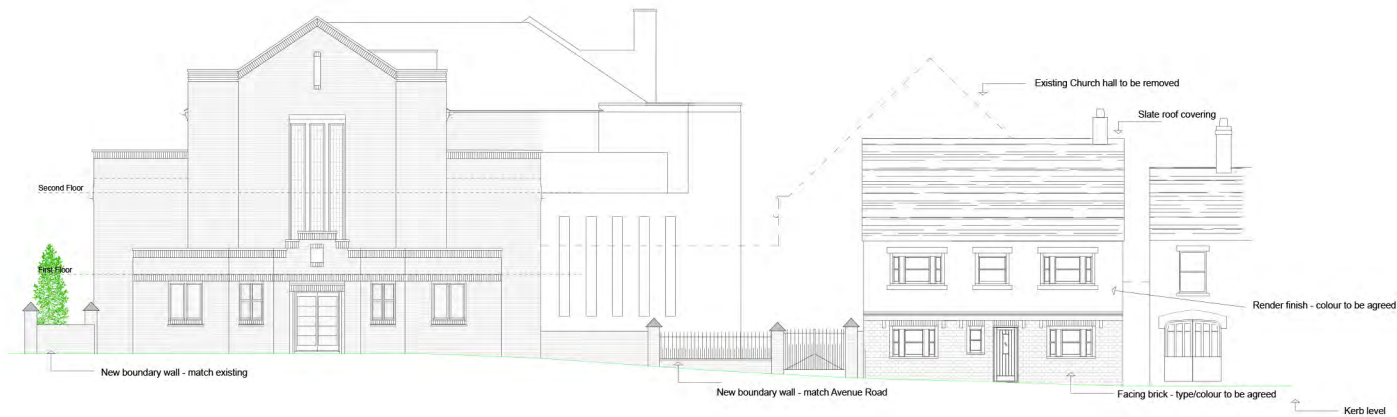 Existing Church hall to be removed
Slate roof covering
Second Floor
First Floor
Render finish - colour to be agreed
New boundary wall - match existing
New boundary wall - match Avenue Road
Facing brick - type/colour to be agreed
Kerb level